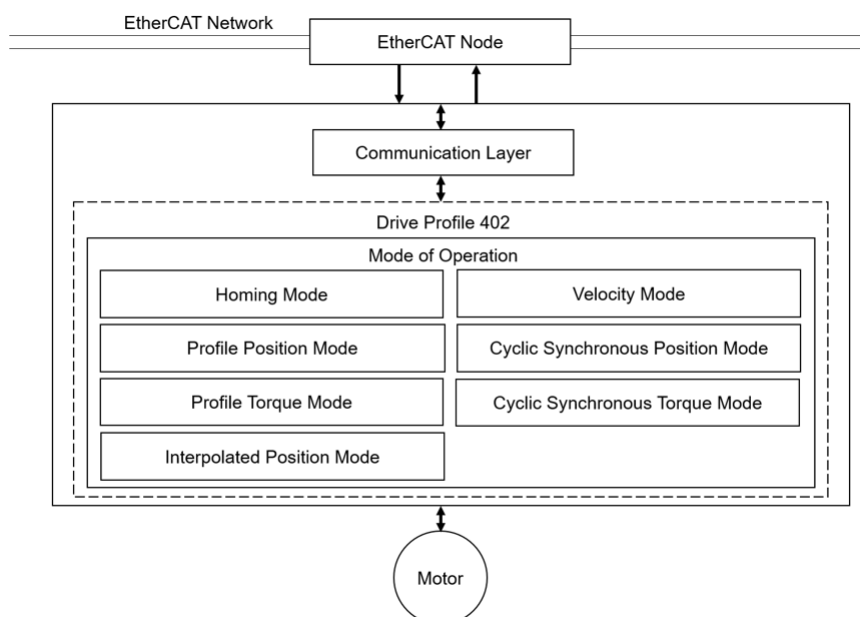 EtherCAT Network
EtherCAT Node
Communication Layer
Drive Profile 402
Mode of Operation
Homing Mode
Velocity Mode
Profile Position Mode
Cyclic Synchronous Position Mode
Profile Torque Mode
Cyclic Synchronous Torque Mode
Interpolated Position Mode
Motor